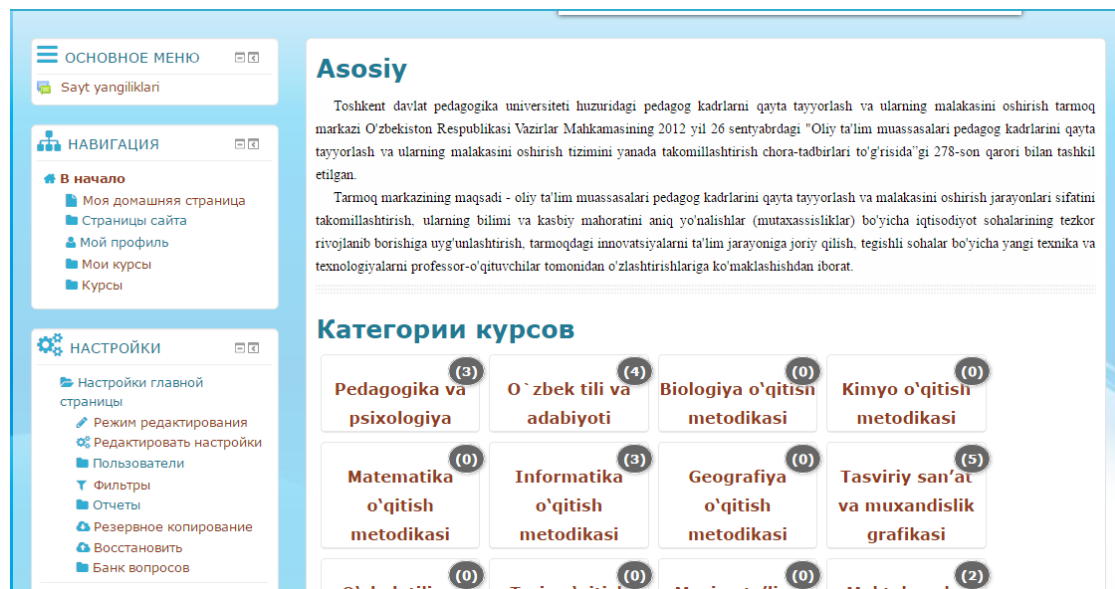 ОСНОВНОЕ МЕНЮ
Sayt yangiliklari
НАВИГАЦИЯ
В начало
Моя домашняя страница
Страницы сайта
Мой профиль
Мои курсы
Курсы
НАСТРОЙКИ
Настройки главной
страницы
Режим редактирования
Редактировать настройки
Пользователи
Фильтры
Отчеты
Резервное копирование
Восстановить
Банк вопросов
Asosiy
Toshkent davlat pedagogika universiteti huzuridagi pedagog kadrlarni qayta tayyorlash va ularning malakasini oshirish tarmoq
markazi O'zbekiston Respublikasi Vazirlar Mahkamasining 2012 yil 26 sentyabrdagi "Oliy ta'lim muassasalari pedagog kadrlarini qayta
tayyorlash va ularning malakasini oshirish tizimini yanada takomillashtirish chora-tadbirlari to'g'risida”gi 278-son qarori bilan tashkil
etilgan.
Tarmoq markazining maqsadi - oliy ta'lim muassasalari pedagog kadrlarini qayta tayyorlash va malakasini oshirish jarayonlari sifatini
takomillashtirish, ularning bilimi va kasbiy mahoratini aniq yo'nalishlar (mutaxassisliklar) bo'yicha iqtisodiyot sohalarining tezkor
rivojlanib borishiga uyg'unlashtirish, tarmoqdagi innovatsiyalarni ta'lim jarayoniga joriy qilish, tegishli sohalar bo'yicha yangi texnika va
texnologiyalarni professor-o'qituvchilar tomonidan o'zlashtirishlariga ko'maklashishdan iborat.
Категории курсов
(3)
Pedagogika va
psixologiya
(4)
O`zbek tili va
adabiyoti
(0)
Biologiya o‘qitish
metodikasi
(0)
Kimyo o‘qitish
metodikasi
(0)
Matematika
o‘qitish
metodikasi
(3)
Informatika
o‘qitish
metodikasi
(0)
Geografiya
o‘qitish
metodikasi
(5)
Tasviriy san’at
va muxandislik
grafikasi
(0)
(0)
(0)
(2)